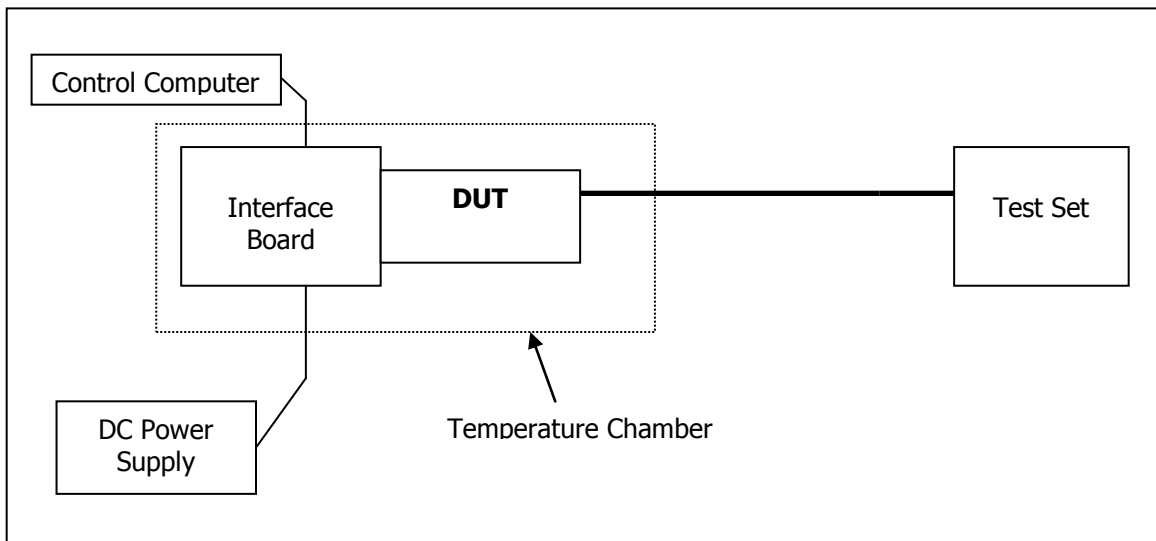 Control Computer
Interface
Board
DUT
Test Set
DC Power
Supply
Temperature Chamber